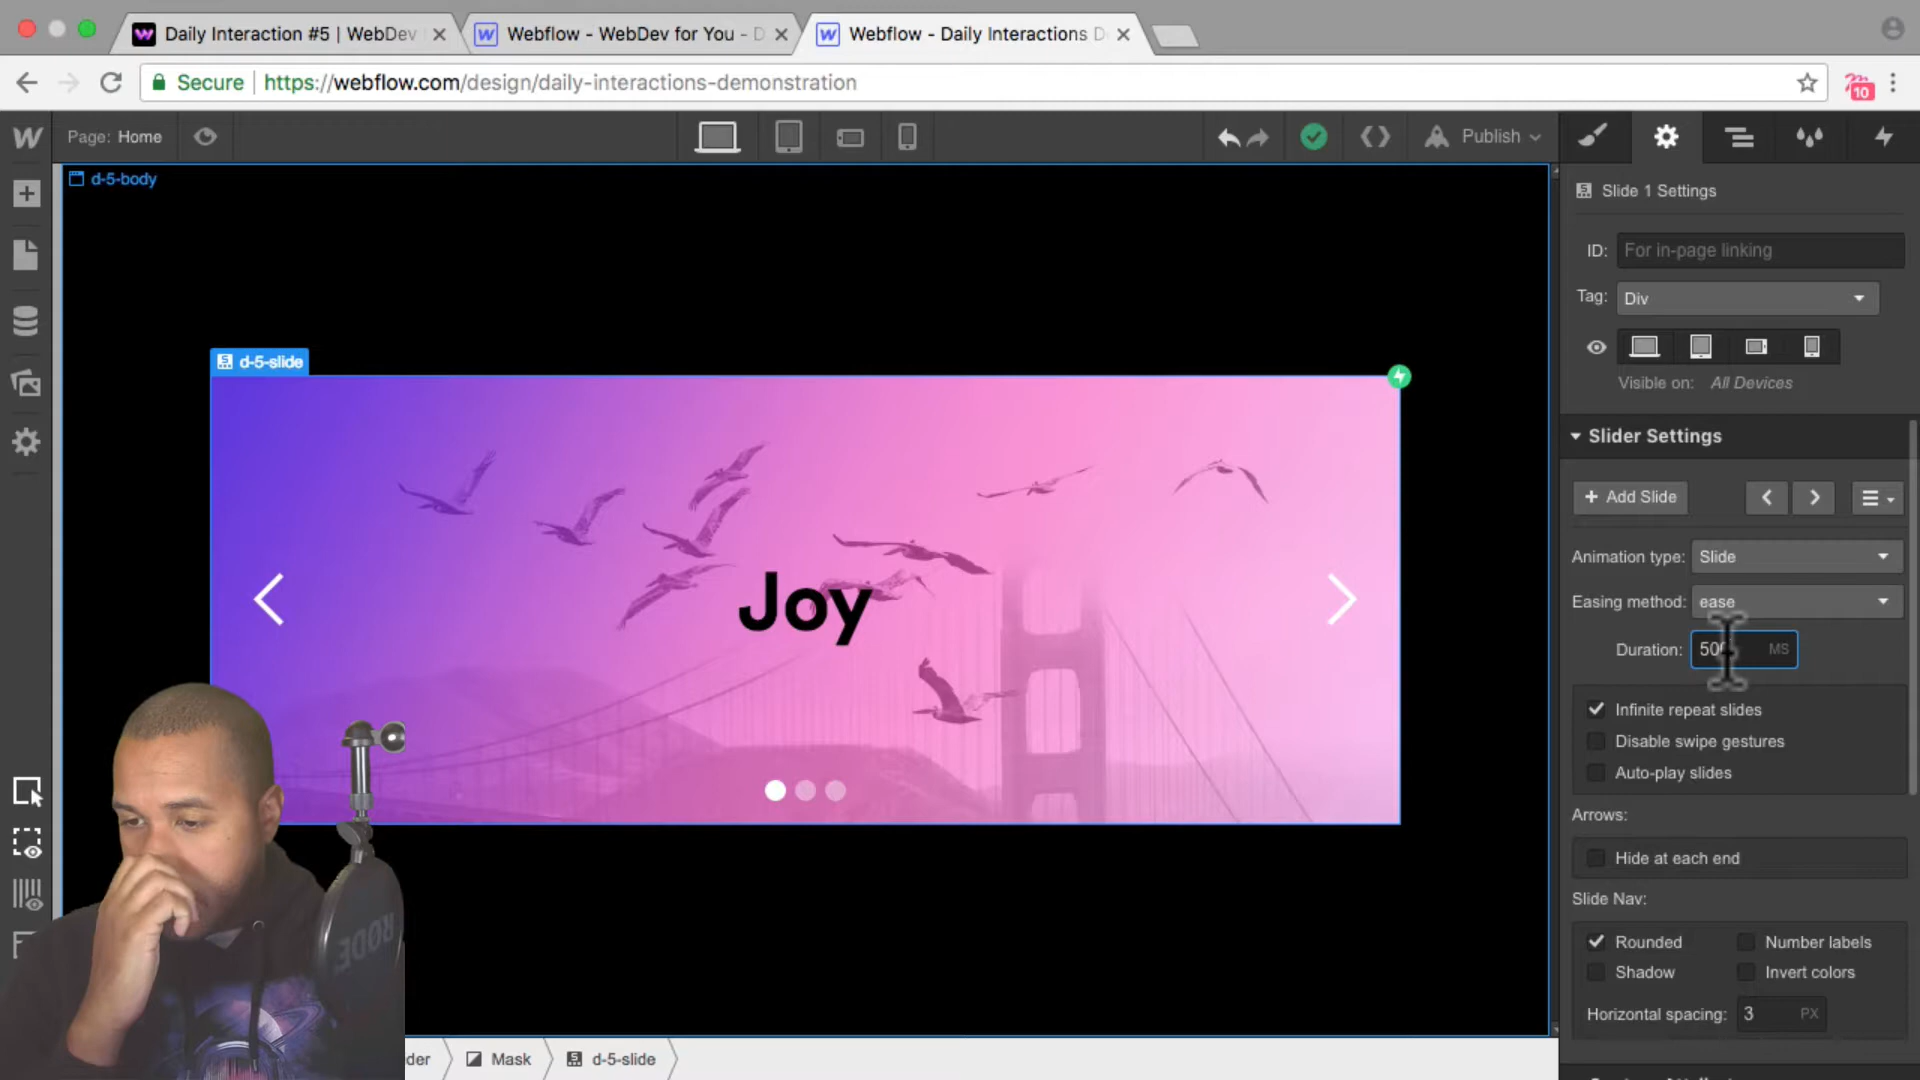 Daily Interaction #5 | WebDev
Webflow - WebDev for You - D
Webflow - Daily Interactions D
Secure
https://webflow.com/design/daily-interactions-demonstration
10
Page: Home
Publish
d-5-body
Slide 1 Settings
ID: For in-page linking
Tag: Div
Visible on: All Devices
d-5-slide
Slider Settings
+ Add Slide
Animation type: Slide
Easing method: ease
Duration: 500 MS
Joy
Infinite repeat slides
Disable swipe gestures
Auto-play slides
Arrows:
Hide at each end
Slide Nav:
Rounded
Number labels
Shadow
Invert colors
Horizontal spacing: 3 PX
RODE
der
Mask
d-5-slide